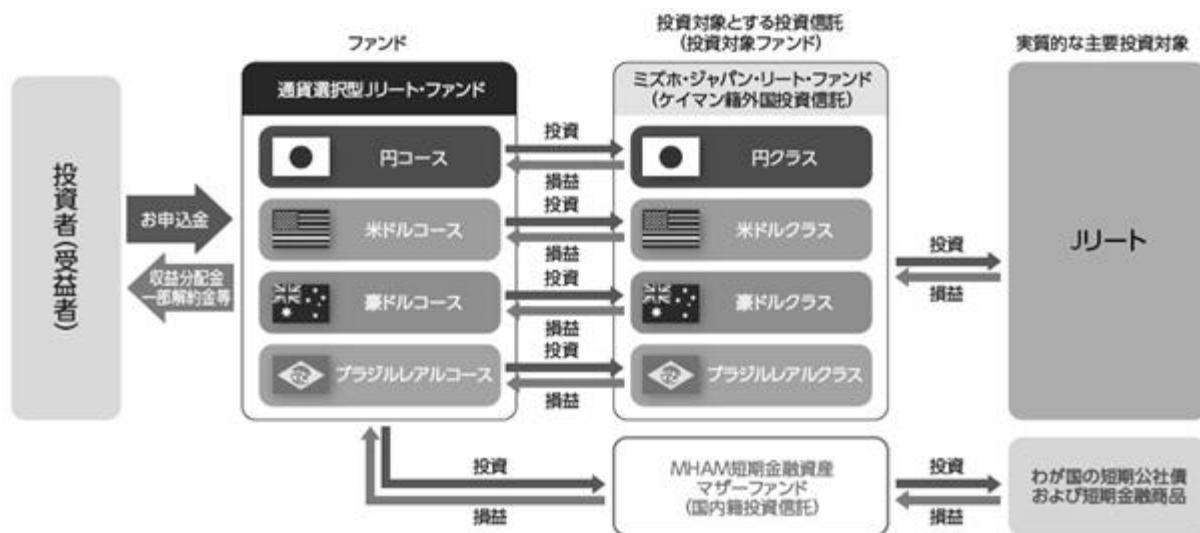 ファンド
投資対象とする投資信託
(投資対象ファンド)
実質的な主要投資対象
投資者(受益者)
お申込金
収益分配金
一部解約金等
通貨選択型Jリート・ファンド
円コース
米ドルコース
豪ドルコース
ブラジルレアルコース
投資
損益
投資
損益
投資
損益
投資
損益
ミズホ・ジャパン・リート・ファンド
(ケイマン籍外国投資信託)
円クラス
米ドルクラス
豪ドルクラス
ブラジルレアルクラス
投資
損益
Jリート
投資
損益
MHAM短期金融資産
マザーファンド
(国内籍投資信託)
投資
損益
わが国の短期公社債
および短期金融商品